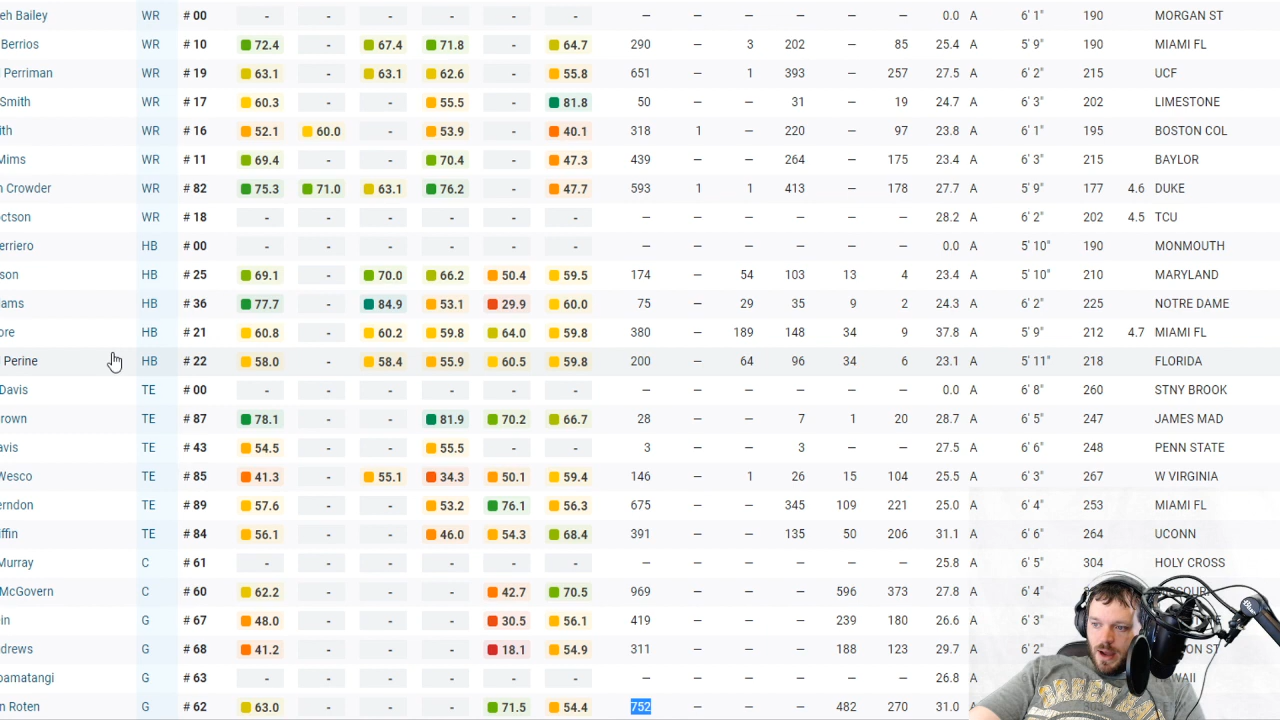 eh Bailey WR # 00 - - - - - - — — — — — — 0.0 A 6' 1" 190 MORGAN ST
Berrios WR # 10 72.4 - 67.4 71.8 - 64.7 290 — 3 202 — 85 25.4 A 5' 9" 190 MIAMI FL
Perriman WR # 19 63.1 - 63.1 62.6 - 55.8 651 — 1 393 — 257 27.5 A 6' 2" 215 UCF
Smith WR # 17 60.3 - - 55.5 - 81.8 50 — — 31 — 19 24.7 A 6' 3" 202 LIMESTONE
ith WR # 16 52.1 60.0 - 53.9 - 40.1 318 1 — 220 — 97 23.8 A 6' 1" 195 BOSTON COL
Mims WR # 11 69.4 - - 70.4 - 47.3 439 — — 264 — 175 23.4 A 6' 3" 215 BAYLOR
n Crowder WR # 82 75.3 71.0 63.1 76.2 - 47.7 593 1 1 413 — 178 27.7 A 5' 9" 177 4.6 DUKE
octson WR # 18 - - - - - - — — — — — — 28.2 A 6' 2" 202 4.5 TCU
erriero HB # 00 - - - - - - — — — — — — 0.0 A 5' 10" 190 MONMOUTH
son HB # 25 69.1 - 70.0 66.2 50.4 59.5 174 — 54 103 13 4 23.4 A 5' 10" 210 MARYLAND
ams HB # 36 77.7 - 84.9 53.1 29.9 60.0 75 — 29 35 9 2 24.3 A 6' 2" 225 NOTRE DAME
ore HB # 21 60.8 - 60.2 59.8 64.0 59.8 380 — 189 148 34 9 37.8 A 5' 9" 212 4.7 MIAMI FL
Perine HB # 22 58.0 - 58.4 55.9 60.5 59.8 200 — 64 96 34 6 23.1 A 5' 11" 218 FLORIDA
Davis TE # 00 - - - - - - — — — — — — 0.0 A 6' 8" 260 STNY BROOK
rown TE # 87 78.1 - - 81.9 70.2 66.7 28 — — 7 1 20 28.7 A 6' 5" 247 JAMES MAD
avis TE # 43 54.5 - - 55.5 - - 3 — — 3 — — 27.5 A 6' 6" 248 PENN STATE
Wesco TE # 85 41.3 - 55.1 34.3 50.1 59.4 146 — 1 26 15 104 25.5 A 6' 3" 267 W VIRGINIA
erndon TE # 89 57.6 - - 53.2 76.1 56.3 675 — — 345 109 221 25.0 A 6' 4" 253 MIAMI FL
iffin TE # 84 56.1 - - 46.0 54.3 68.4 391 — — 135 50 206 31.1 A 6' 6" 264 UCONN
Murray C # 61 - - - - - - — — — — — — 25.8 A 6' 5" 304 HOLY CROSS
McGovern C # 60 62.2 - - - 42.7 70.5 969 — — — 596 373 27.8 A 6' 4"
in G # 67 48.0 - - - 30.5 56.1 419 — — — 239 180 26.6 A 6' 3"
drews G # 68 41.2 - - - 18.1 54.9 311 — — — 188 123 29.7 A 6' 2"
oamatangi G # 63 - - - - - - — — — — — — 26.8 A
n Roten G # 62 63.0 - - - 71.5 54.4 752 — — — 482 270 31.0